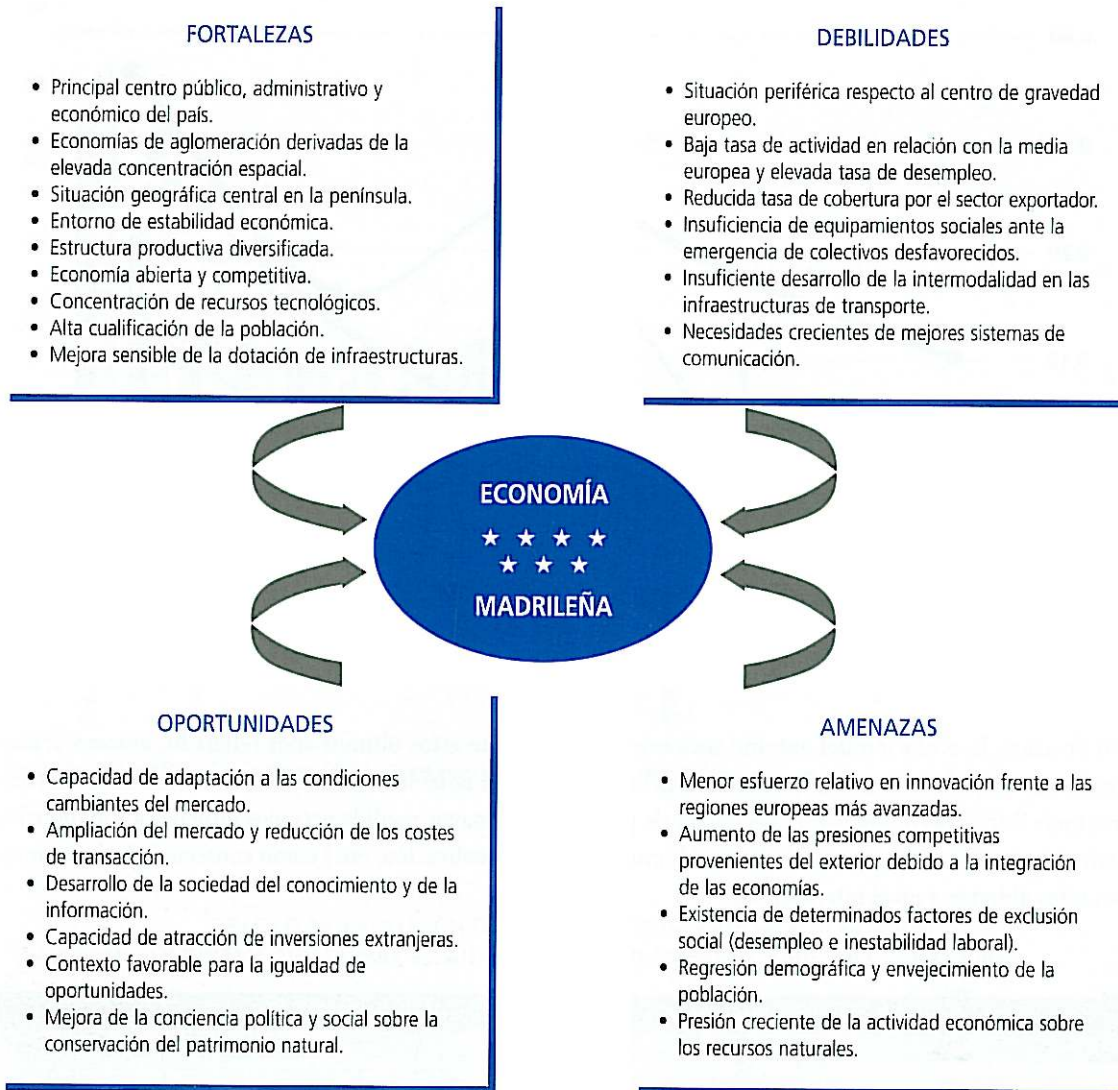 FORTALEZAS
• Principal centro público, administrativo y
económico del país.
• Economías de aglomeración derivadas de la
elevada concentración espacial.
• Situación geográfica central en la península.
• Entorno de estabilidad económica.
• Estructura productiva diversificada.
• Economía abierta y competitiva.
• Concentración de recursos tecnológicos.
• Alta cualificación de la población.
• Mejora sensible de la dotación de infraestructuras.
DEBILIDADES
• Situación periférica respecto al centro de gravedad
europeo.
• Baja tasa de actividad en relación con la media
europea y elevada tasa de desempleo.
• Reducida tasa de cobertura por el sector exportador.
• Insuficiencia de equipamientos sociales ante la
emergencia de colectivos desfavorecidos.
• Insuficiente desarrollo de la intermodalidad en las
infraestructuras de transporte.
• Necesidades crecientes de mejores sistemas de
comunicación.
ECONOMÍA
MADRILEÑA
OPORTUNIDADES
• Capacidad de adaptación a las condiciones
cambiantes del mercado.
• Ampliación del mercado y reducción de los costes
de transacción.
• Desarrollo de la sociedad del conocimiento y de la
información.
• Capacidad de atracción de inversiones extranjeras.
• Contexto favorable para la igualdad de
oportunidades.
• Mejora de la conciencia política y social sobre la
conservación del patrimonio natural.
AMENAZAS
• Menor esfuerzo relativo en innovación frente a las
regiones europeas más avanzadas.
• Aumento de las presiones competitivas
provenientes del exterior debido a la integración
de las economías.
• Existencia de determinados factores de exclusión
social (desempleo e inestabilidad laboral).
• Regresión demográfica y envejecimiento de la
población.
• Presión creciente de la actividad económica sobre
los recursos naturales.